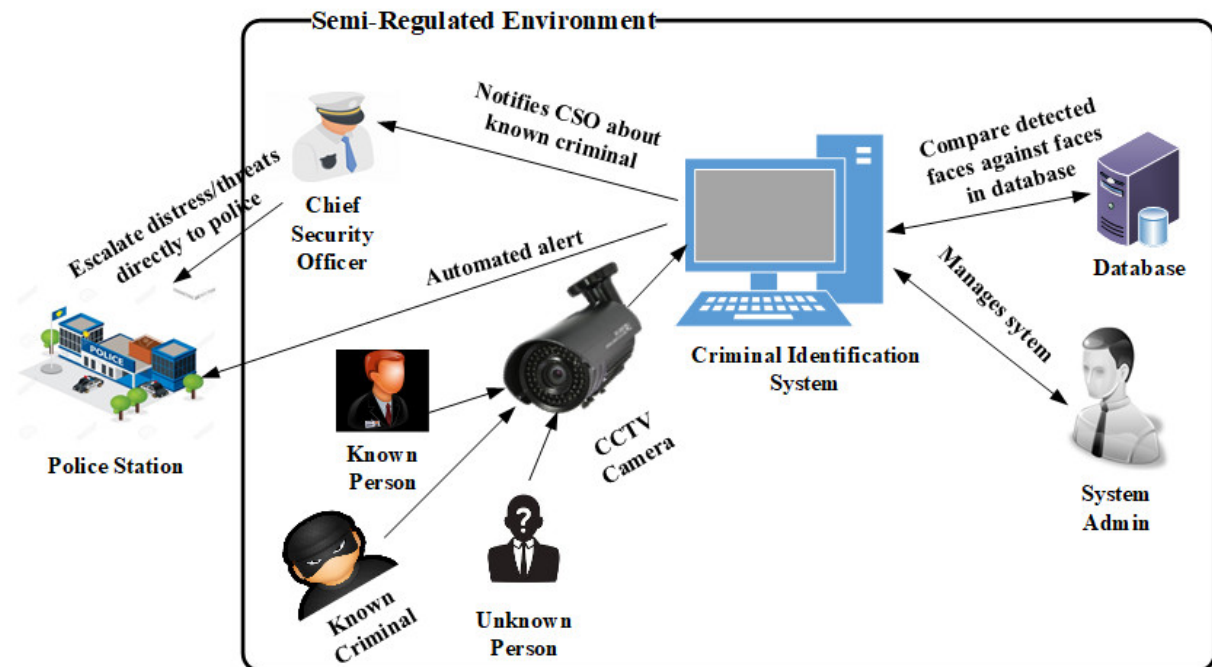 Semi-Regulated Environment
Notifies CSO about
known criminal
Compare detected
faces against faces
in database
Escalate distress/threats
directly to police
Chief
Security
Officer
Automated alert
Database
Manages sytem
POLICE
Criminal Identification
System
CCTV
Camera
Police Station
Known
Person
System
Admin
Known
Criminal
?
Unknown
Person